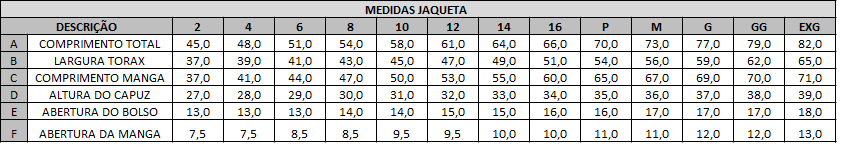 MEDIDAS JAQUETA
DESCRIÇÃO 2 4 6 8 10 12 14 16 P M G GG EXG
A COMPRIMENTO TOTAL 45,0 48,0 51,0 54,0 58,0 61,0 64,0 66,0 70,0 73,0 77,0 79,0 82,0
B LARGURA TORAX 37,0 39,0 41,0 43,0 45,0 47,0 49,0 51,0 54,0 56,0 59,0 62,0 65,0
C COMPRIMENTO MANGA 37,0 41,0 44,0 47,0 50,0 53,0 55,0 60,0 65,0 67,0 69,0 70,0 71,0
D ALTURA DO CAPUZ 27,0 28,0 29,0 30,0 31,0 32,0 33,0 34,0 35,0 36,0 37,0 38,0 39,0
E ABERTURA DO BOLSO 13,0 13,0 13,0 14,0 14,0 15,0 15,0 16,0 16,0 17,0 17,0 17,0 18,0
F ABERTURA DA MANGA 7,5 7,5 8,5 8,5 9,5 9,5 10,0 10,0 11,0 11,0 12,0 12,0 13,0